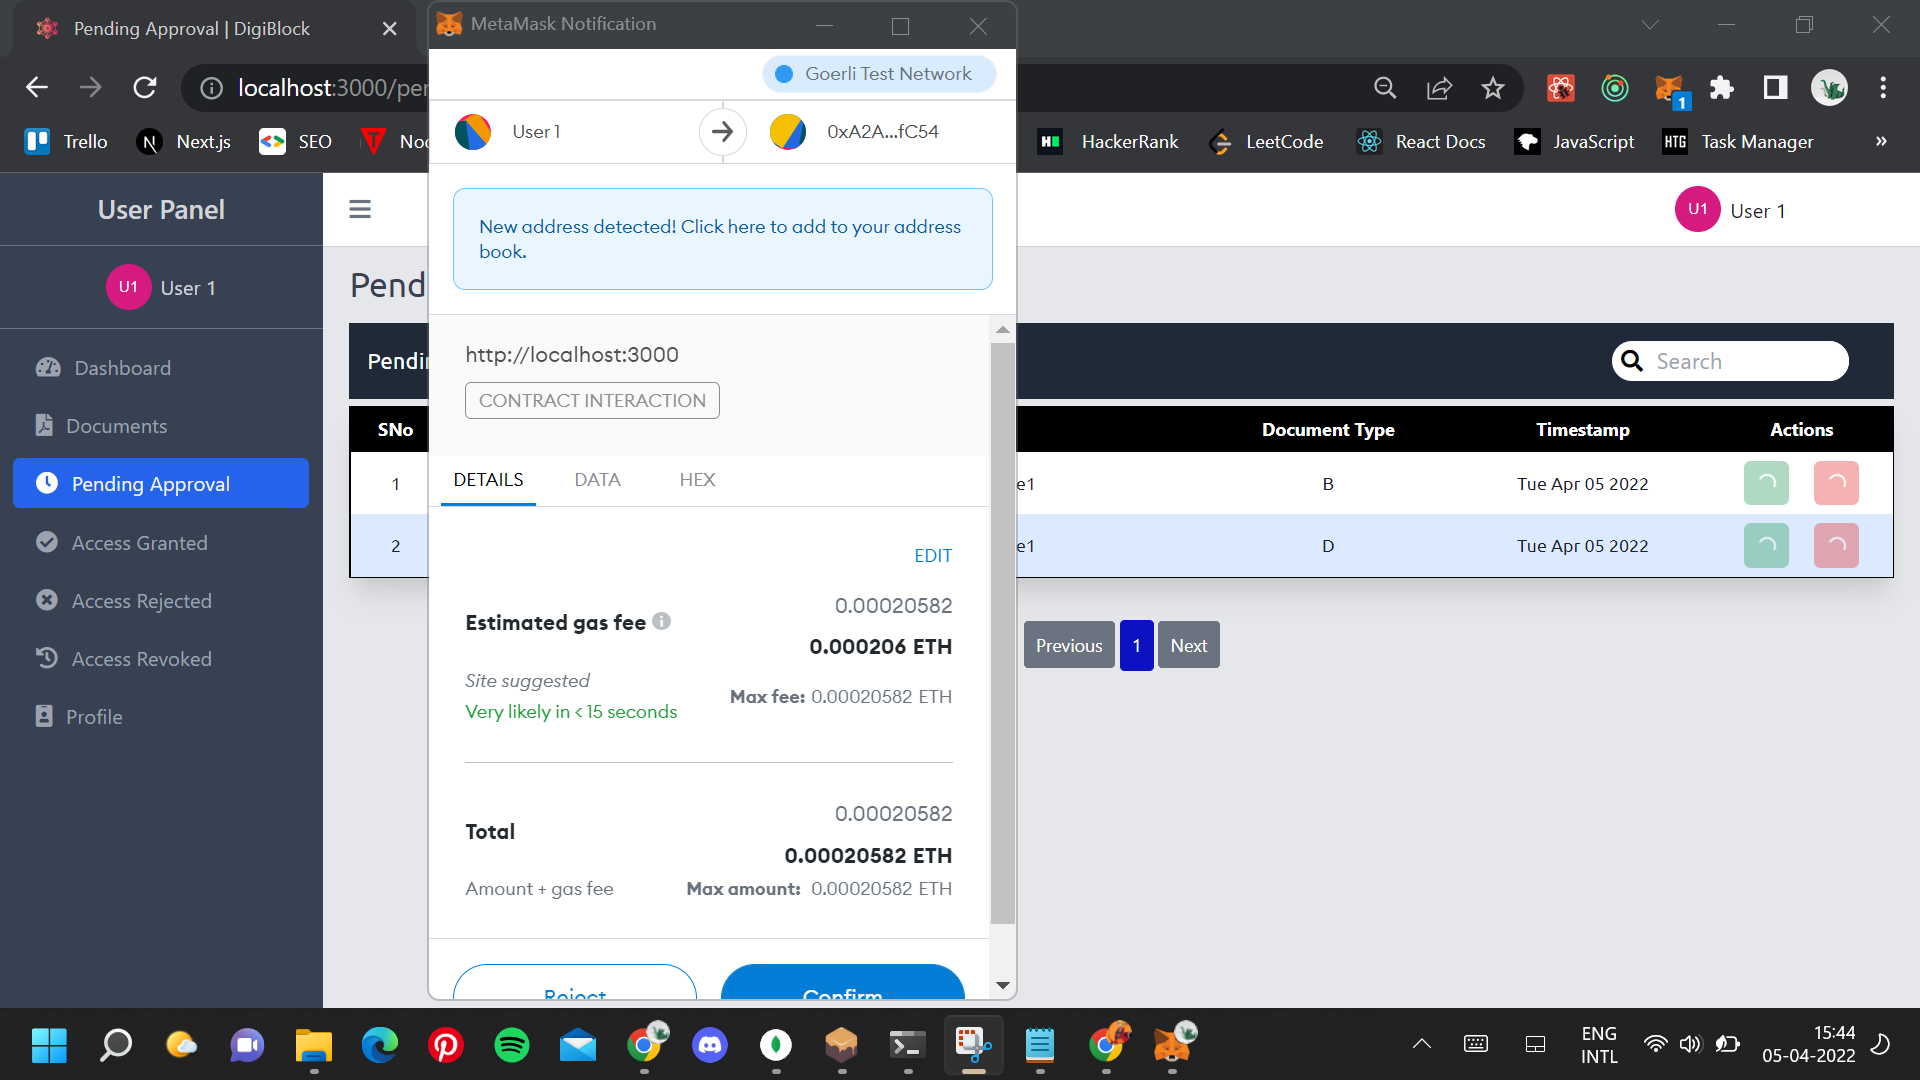 Pending Approval | DigiBlock
MetaMask Notification
localhost:3000/per
Goerli Test Network
1
Trello
Next.js
SEO
Noc
HackerRank
LeetCode
React Docs
JavaScript
HTG
Task Manager
»
User 1
0xA2A...fC54
User Panel
U1
User 1
New address detected! Click here to add to your address
book.
U1
User 1
Dashboard
Documents
Pending Approval
Access Granted
Access Rejected
Access Revoked
Profile
Pend
Pendin
Search
http://localhost:3000
CONTRACT INTERACTION
SNo
Document Type
Timestamp
Actions
1
e1
B
Tue Apr 05 2022
2
e1
D
Tue Apr 05 2022
DETAILS
DATA
HEX
EDIT
0.00020582
Estimated gas fee
0.000206 ETH
Site suggested
Max fee: 0.00020582 ETH
Very likely in < 15 seconds
0.00020582
Total
0.00020582 ETH
Amount + gas fee
Max amount: 0.00020582 ETH
Reject
Confirm
Previous
1
Next
ENG
INTL
15:44
05-04-2022